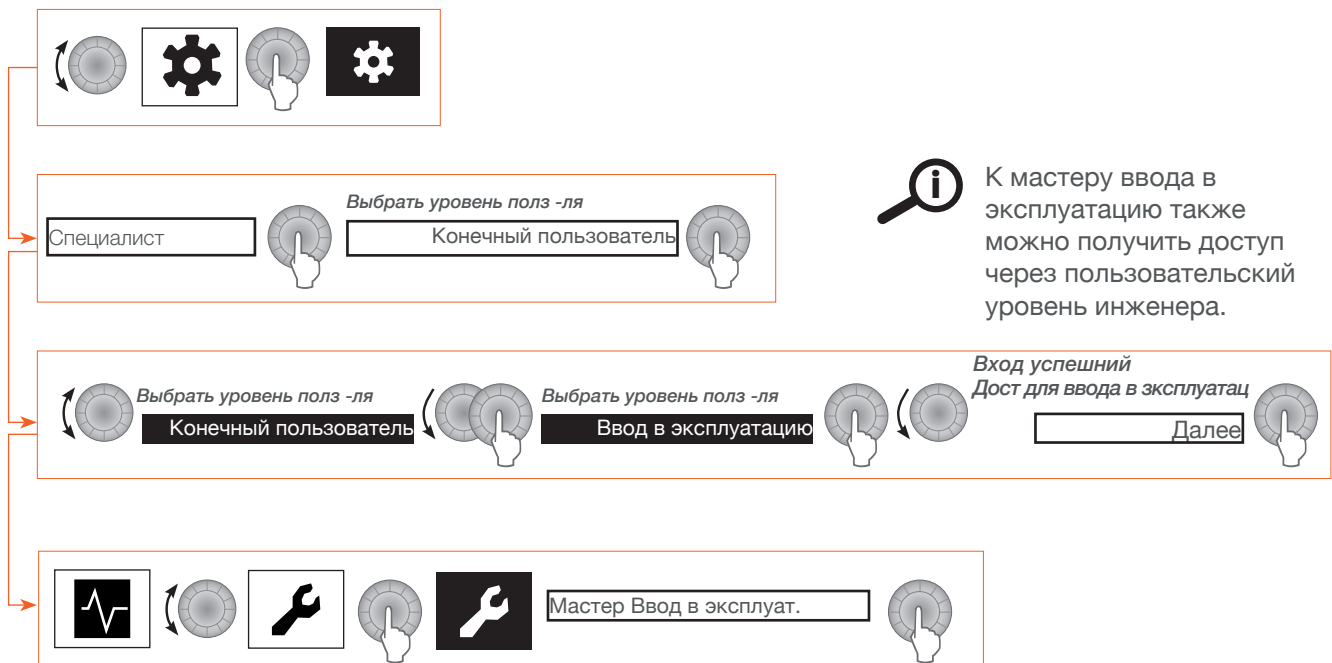 Специалист
Выбрать уровень полз -ля
Конечный пользователь
К мастеру ввода в
эксплуатацию также
можно получить доступ
через пользовательский
уровень инженера.
Выбрать уровень полз -ля
Конечный пользователь
Выбрать уровень полз -ля
Ввод в эксплуатацию
Вход успешний
Дост для ввода в зксплуатац
Далее
Мастер Ввод в эксплуат.